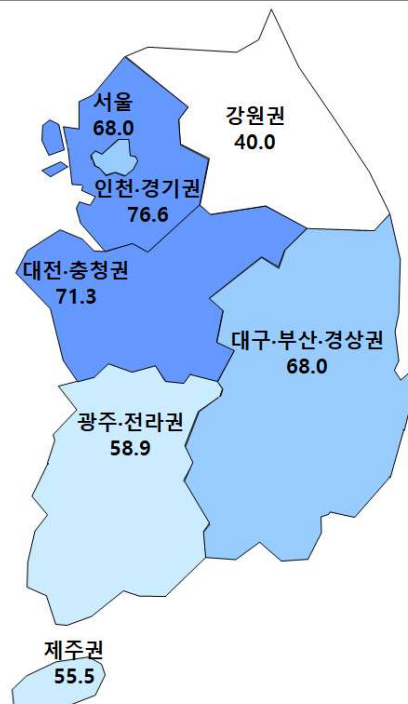 서울
68.0
강원권
40.0
인천·경기권
76.6
대전·충청권
71.3
대구·부산·경상권
68.0
광주·전라권
58.9
제주권
55.5